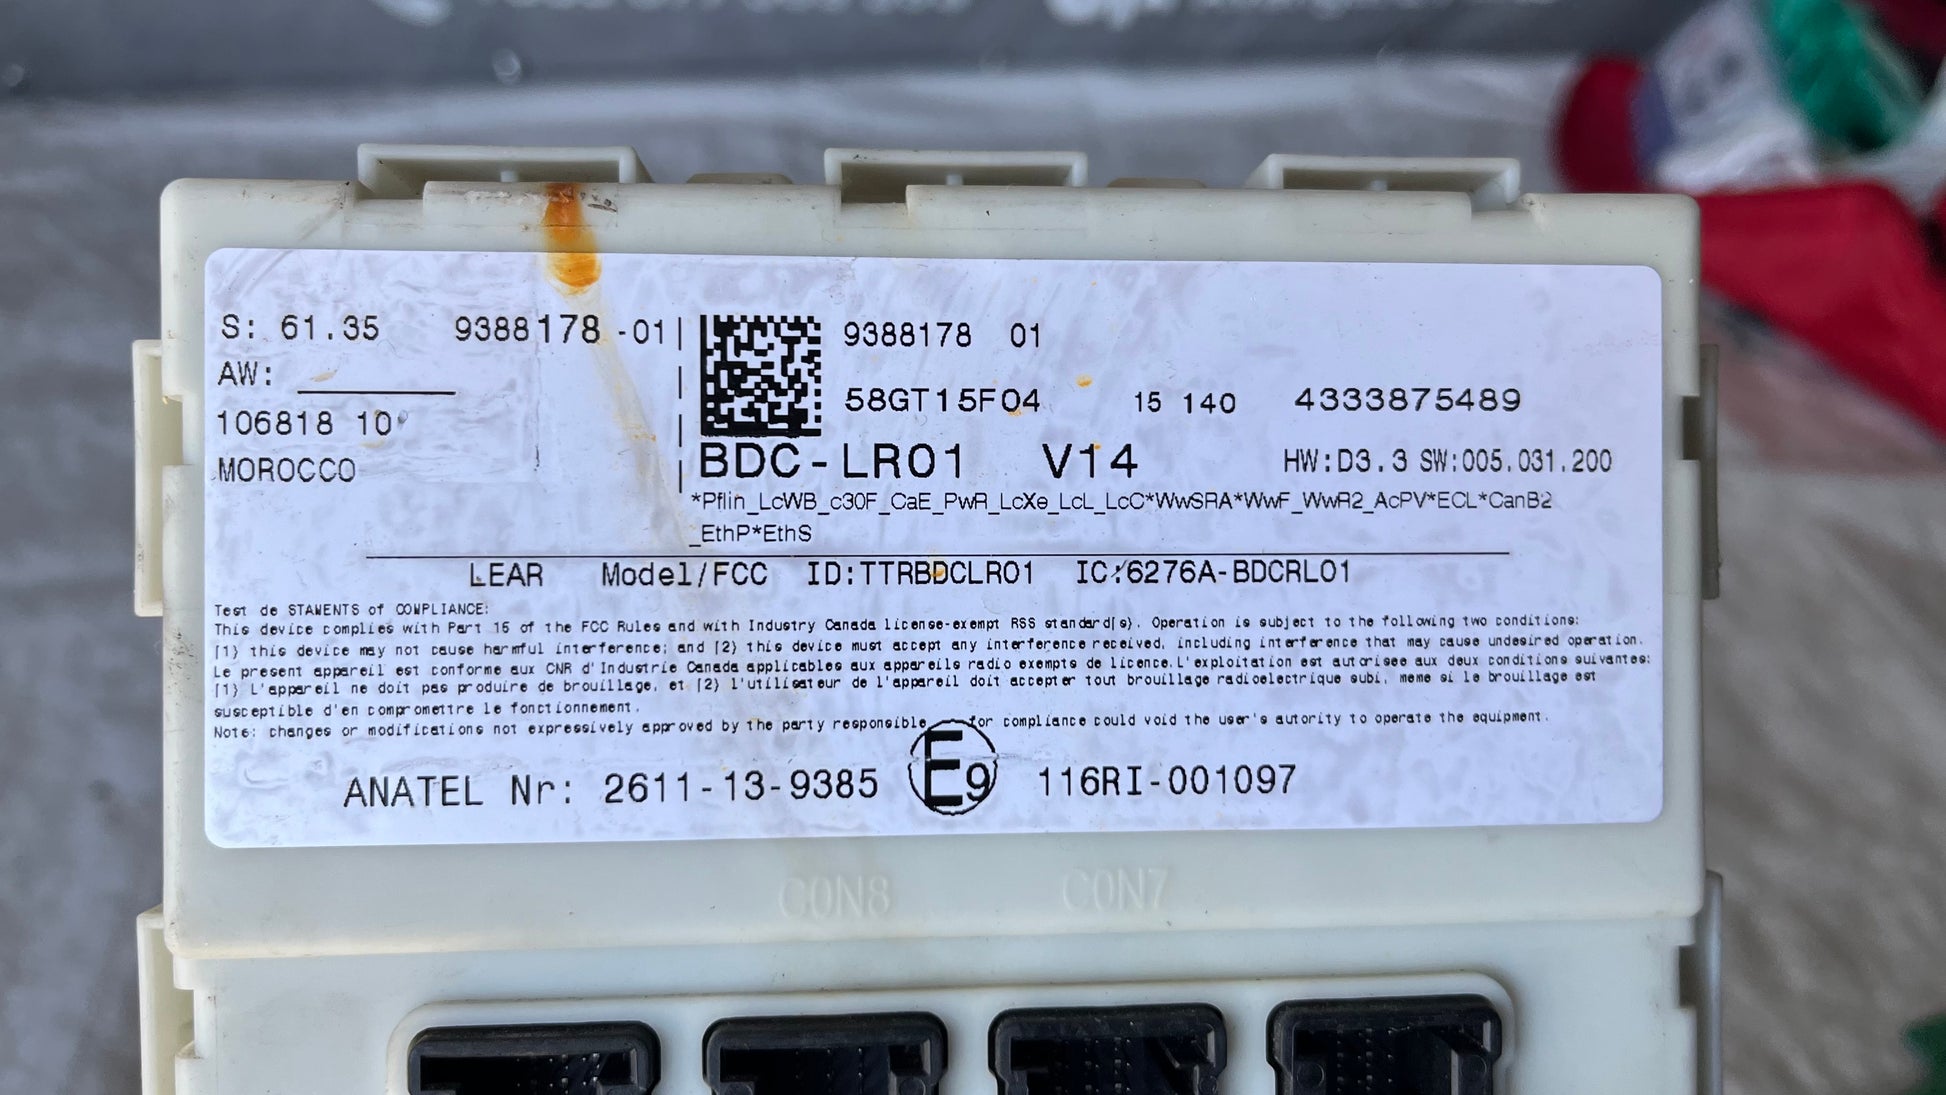 S: 61.35 9388178 -01
AW:
106818 10
MOROCCO
9388178 01
58GT15F04 15 140 4333875489
BDC-LR01 V14 HW:D3.3 SW:005.031.200
*PflIn_LcWB_c30F_CaE_PwR_LcXe_LcL_LcC*WwSRA*WwF_WwR2_AcPV*ECL*CanB2
_EthP*EthS
LEAR Model/FCC ID:TTRBDCLR01 IC:6276A-BDCRL01
Test de STAMENTS of COMPLIANCE:
This device complies with Part 15 of the FCC Rules and with Industry Canada license-exempt RSS standard(s). Operation is subject to the following two conditions:
(1) this device may not cause harmful interference; and (2) this device must accept any interference received, including interference that may cause undesired operation.
Le present appareil est conforme aux CNR d'Industrie Canada applicables aux appareils radio exempts de licence.L'exploitation est autorisee aux deux conditions suivantes:
(1) L'appareil ne doit pas produire de brouillage, et (2) l'utilisateur de l'appareil doit accepter tout brouillage radioelectrique subi, meme si le brouillage est
susceptible d'en compromettre le fonctionnement.
Note: changes or modifications not expressively approved by the party responsible for compliance could void the user's autority to operate the equipment.
ANATEL Nr: 2611-13-9385 E E9 116RI-001097
CON8 CON7